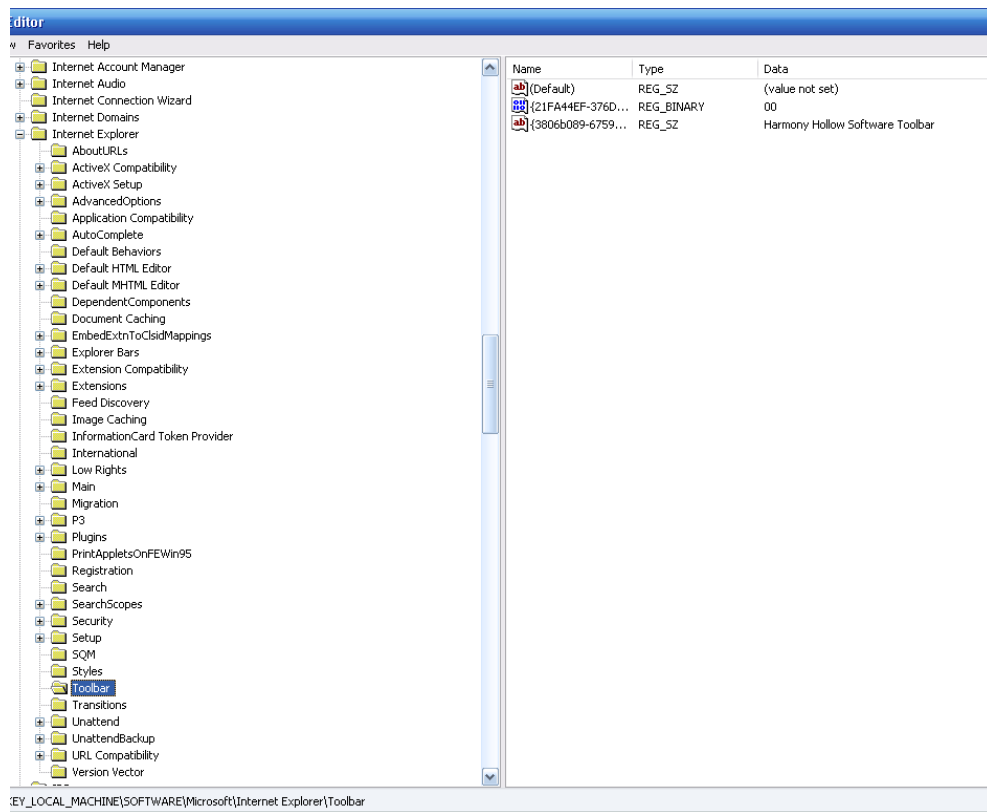 Editor
w Favorites Help
Internet Account Manager
Internet Audio
Internet Connection Wizard
Internet Domains
Internet Explorer
AboutURLs
ActiveX Compatibility
ActiveX Setup
AdvancedOptions
Application Compatibility
AutoComplete
Default Behaviors
Default HTML Editor
Default MHTML Editor
DependentComponents
Document Caching
EmbedExtnToClsidMappings
Explorer Bars
Extension Compatibility
Extensions
Feed Discovery
Image Caching
InformationCard Token Provider
International
Low Rights
Main
Migration
P3
Plugins
PrintAppletsOnFEWin95
Registration
Search
SearchScopes
Security
Setup
SQM
Styles
Toolbar
Transitions
Unattend
UnattendBackup
URL Compatibility
Version Vector
Name Type Data
(Default) REG_SZ (value not set)
{21FA44EF-376D... REG_BINARY 00
{3806b089-6759... REG_SZ Harmony Hollow Software Toolbar
KEY_LOCAL_MACHINE\SOFTWARE\Microsoft\Internet Explorer\Toolbar